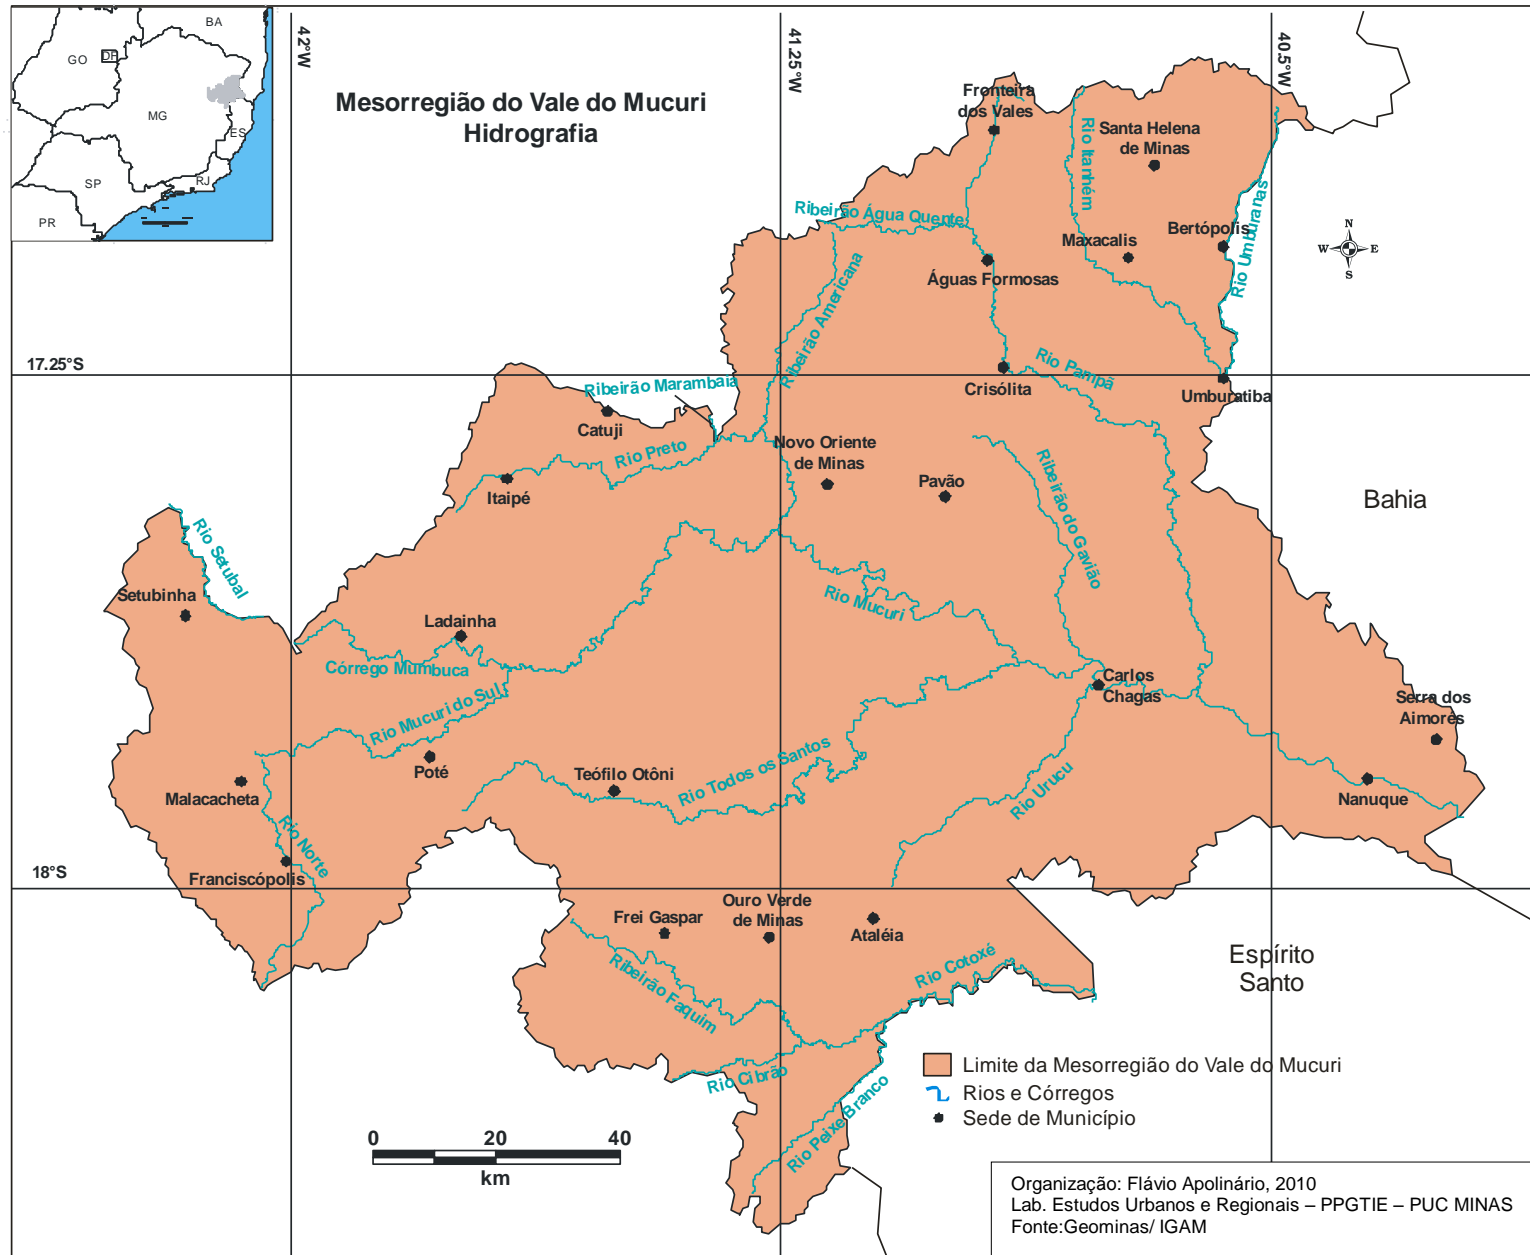 BA
GO
DF
MG
ES
SP
RJ
PR
42°W
41.25°W
40.5°W
Mesorregião do Vale do Mucuri
Hidrografia
Fronteira
dos Vales
Rio Itanhém
Santa Helena
de Minas
Ribeirão Água Quente
Maxacalis
Bertópolis
Rio Umburanas
N
W
E
S
Águas Formosas
Ribeirão Americana
17.25°S
Ribeirão Marambaia
Rio Pampã
Crisólita
Umburatiba
Catuji
Rio Preto
Novo Oriente
de Minas
Itaipé
Pavão
Ribeirão do Gavião
Bahia
Rio Setubal
Setubinha
Ladainha
Rio Mucuri
Córrego Mumbuca
Carlos
Chagas
Rio Mucuri do Sul
Serra dos
Aimorés
Poté
Teófilo Otôni
Rio Todos os Santos
Malacacheta
Rio Urucu
Nanuque
Rio Norte
18°S
Franciscópolis
Frei Gaspar
Ouro Verde
de Minas
Ataléia
Rio Cotoxé
Espírito
Santo
Ribeirão Faquim
Rio Cibrão
Rio Peixe Branco
Limite da Mesorregião do Vale do Mucuri
Rios e Córregos
Sede de Município
0 20 40
km
Organização: Flávio Apolinário, 2010
Lab. Estudos Urbanos e Regionais – PPGTIE – PUC MINAS
Fonte:Geominas/ IGAM